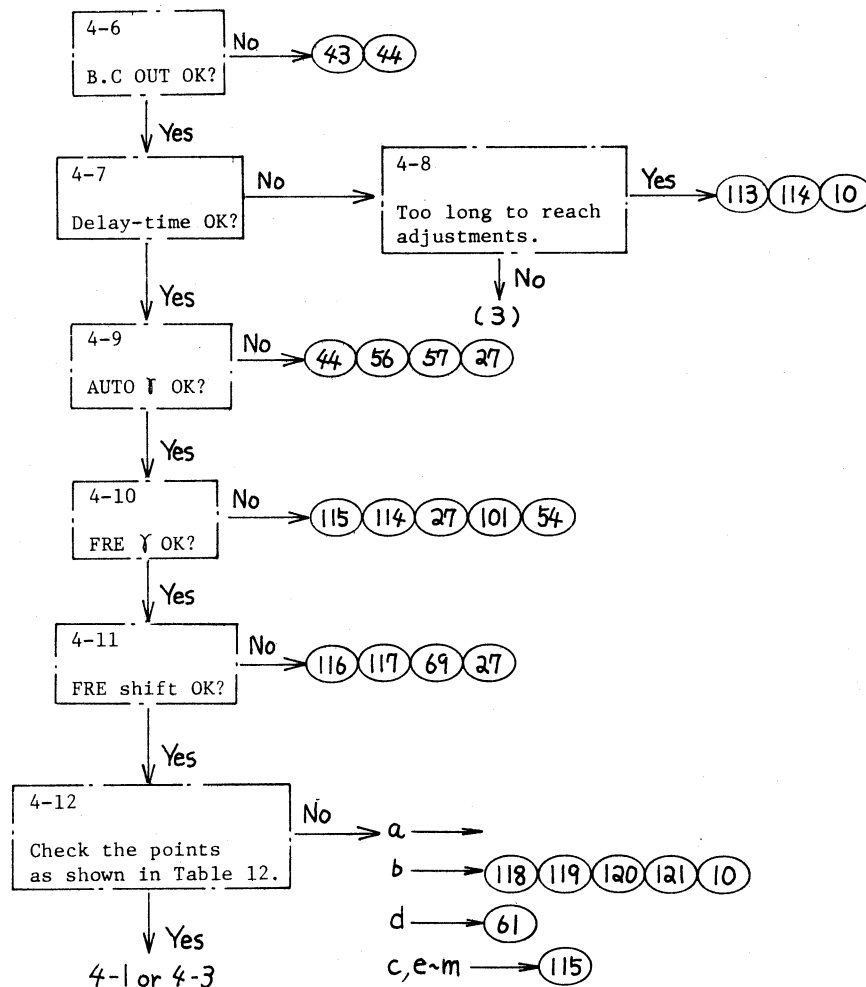 4-6
B.C OUT OK?
No
43 44
Yes
4-7
Delay-time OK?
No
4-8
Too long to reach
adjustments.
Yes
113 114 10
No
(3)
Yes
4-9
AUTO γ OK?
No
44 56 57 27
Yes
4-10
FRE γ OK?
No
115 114 27 101 54
Yes
4-11
FRE shift OK?
No
116 117 69 27
Yes
4-12
Check the points
as shown in Table 12.
No
a
b
118 119 120 121 10
d
61
c, e~m
115
Yes
4-1 or 4-3